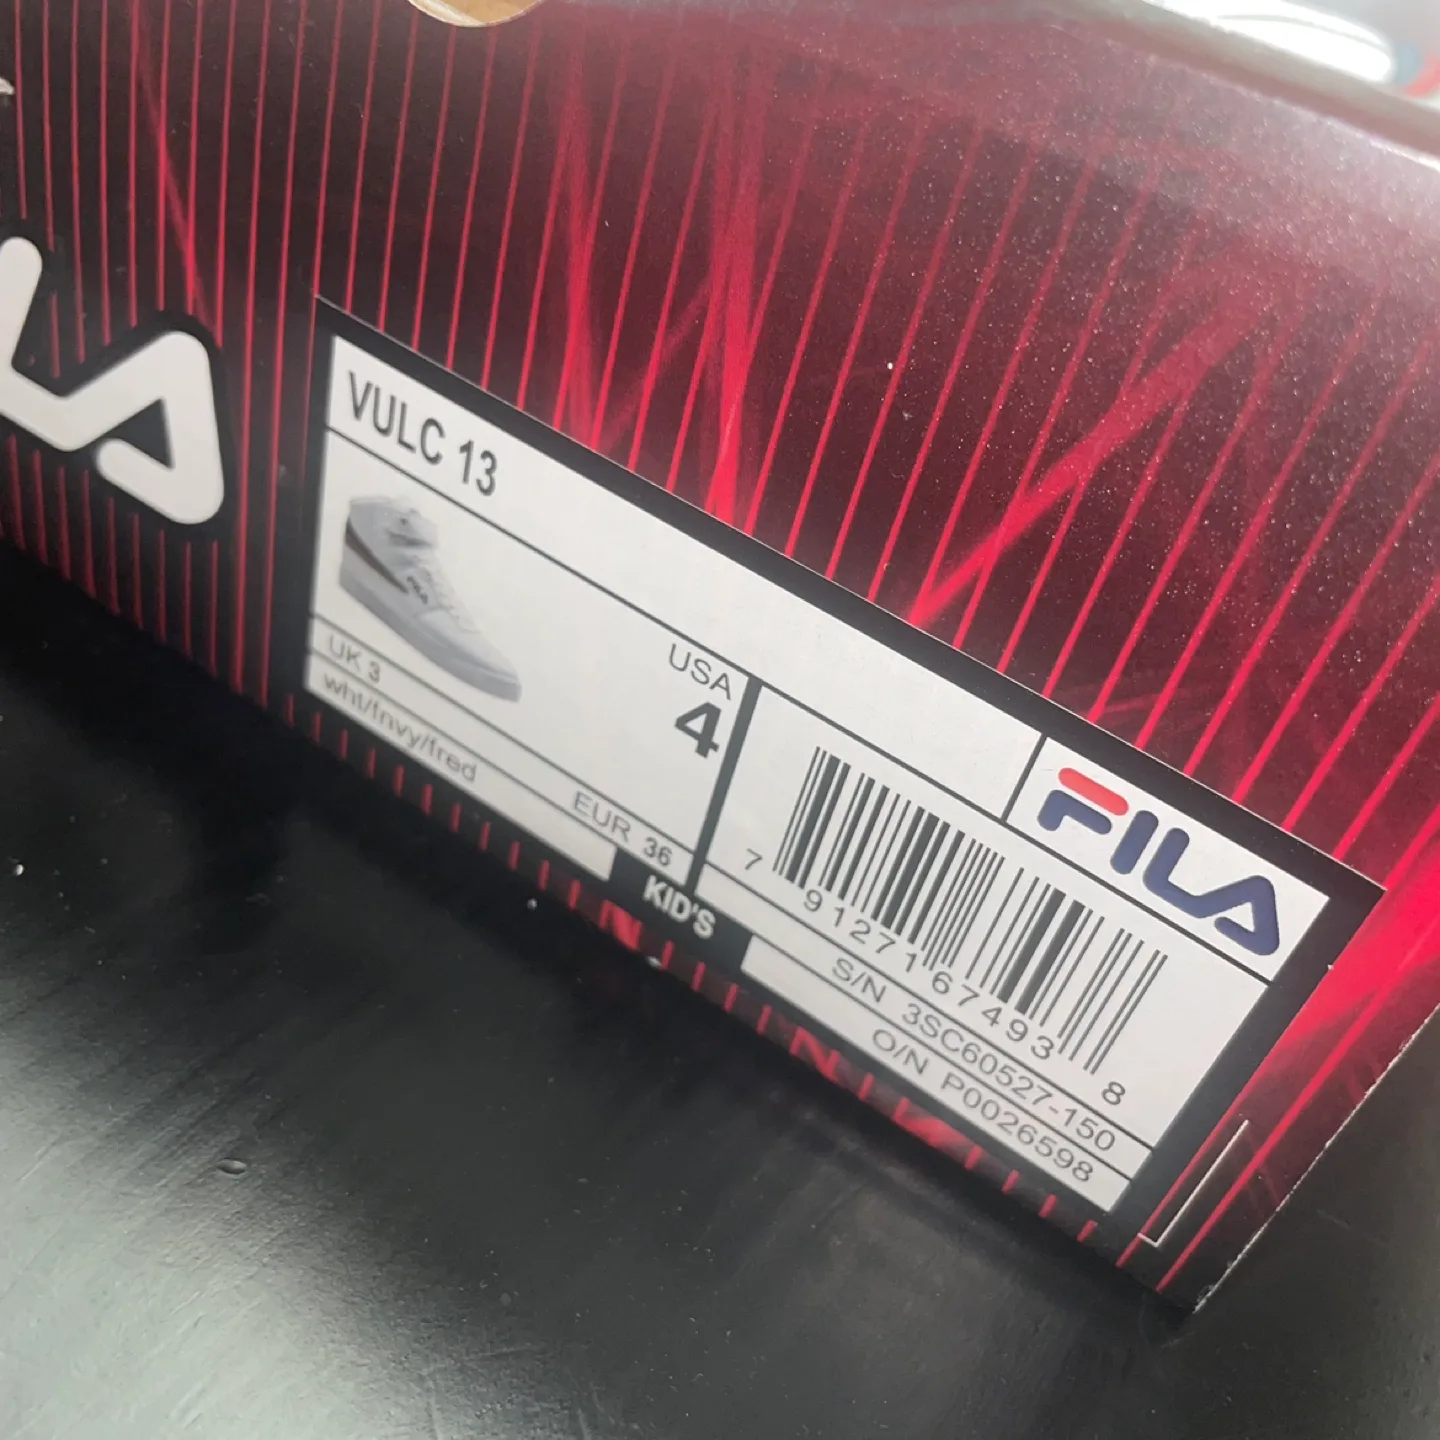 FILA
VULC 13
USA
4
UK 3
EUR 36
wht/fnvy/fred
KID'S
FILA
7 91271 67493 8
S/N 3SC60527-150
O/N P0026598